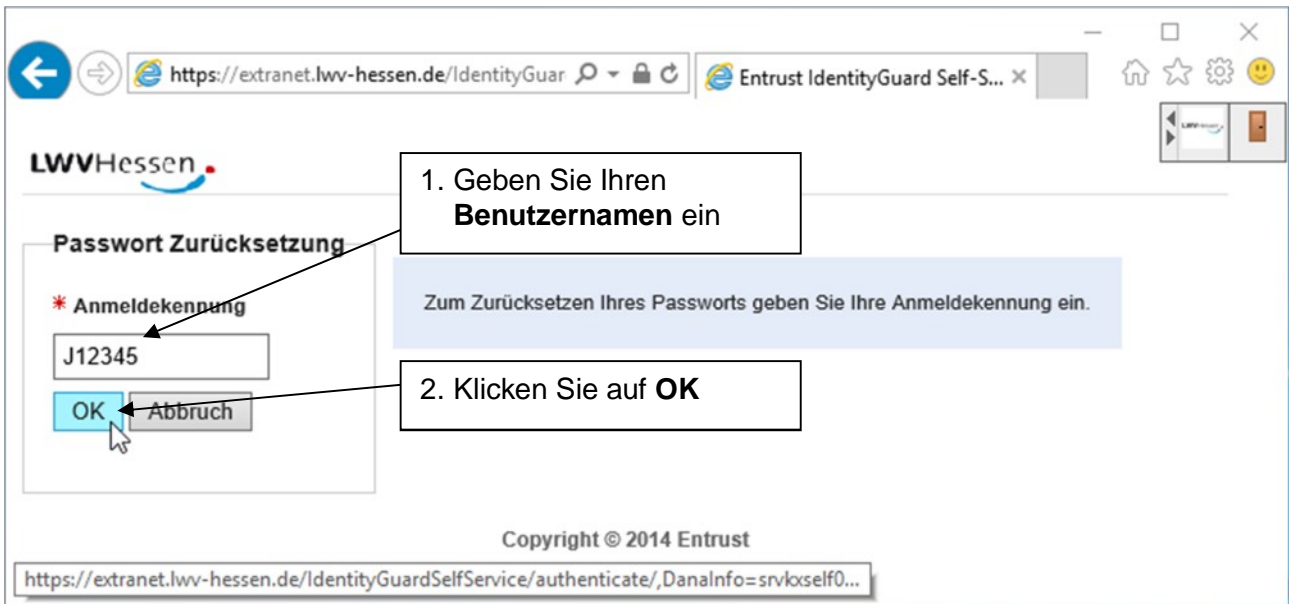 https://extranet.lwv-hessen.de/IdentityGuar
Entrust IdentityGuard Self-S...
LWVHessen
1. Geben Sie Ihren
Benutzernamen ein
Passwort Zurücksetzung
* Anmeldekennung
Zum Zurücksetzen Ihres Passworts geben Sie Ihre Anmeldekennung ein.
J12345
2. Klicken Sie auf OK
OK Abbruch
Copyright © 2014 Entrust
https://extranet.lwv-hessen.de/IdentityGuardSelfService/authenticate/,DanaInfo=srvkxself0...